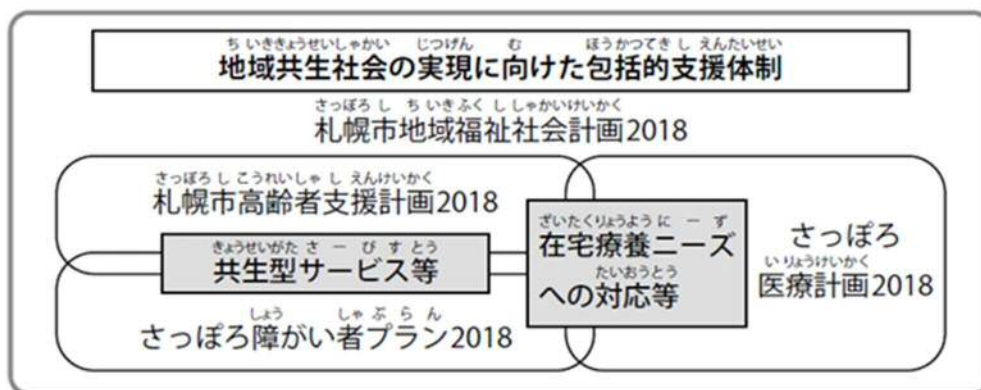 ちいききょうせいしゃかい じつげん む ほうかつてきしえんたいせい
地域共生社会の実現に向けた包括的支援体制
さっぽろしちいきふくししゃかいけいかく
札幌市地域福祉社会計画2018
さっぽろしこうれいしゃしえんけいかく
札幌市高齢者支援計画2018
きょうせいがたさーびすとう
共生型サービス等
しょう しゃぷらん
さっぽろ障がい者プラン2018
ざいたくりょうようにーず
在宅療養ニーズ
たいおうとう
への対応等
さっぽろ
いりょうけいかく
医療計画2018